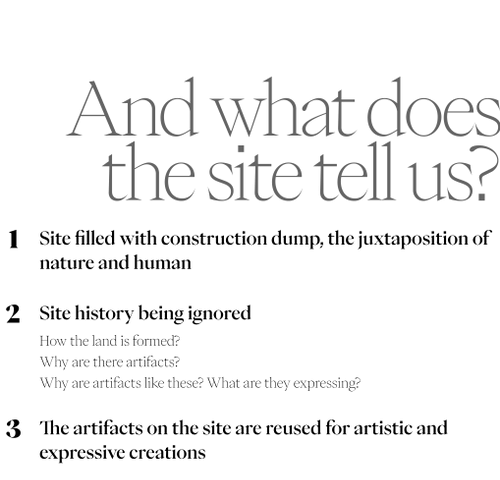 And what does
the site tell us?
1 Site filled with construction dump, the juxtaposition of
nature and human
2 Site history being ignored
How the land is formed?
Why are there artifacts?
Why are artifacts like these? What are they expressing?
3 The artifacts on the site are reused for artistic and
expressive creations